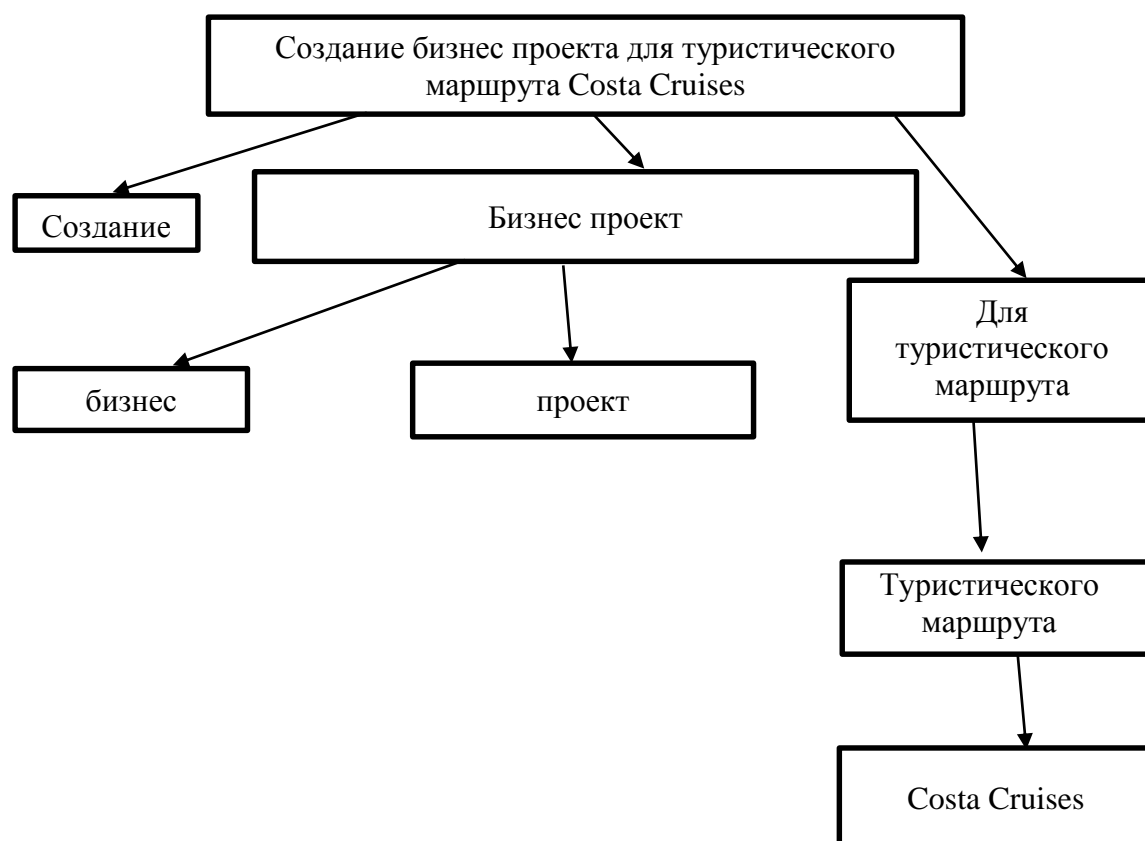 Создание бизнес проекта для туристического
маршрута Costa Cruises
Создание
Бизнес проект
Для
туристического
маршрута
бизнес
проект
Туристического
маршрута
Costa Cruises